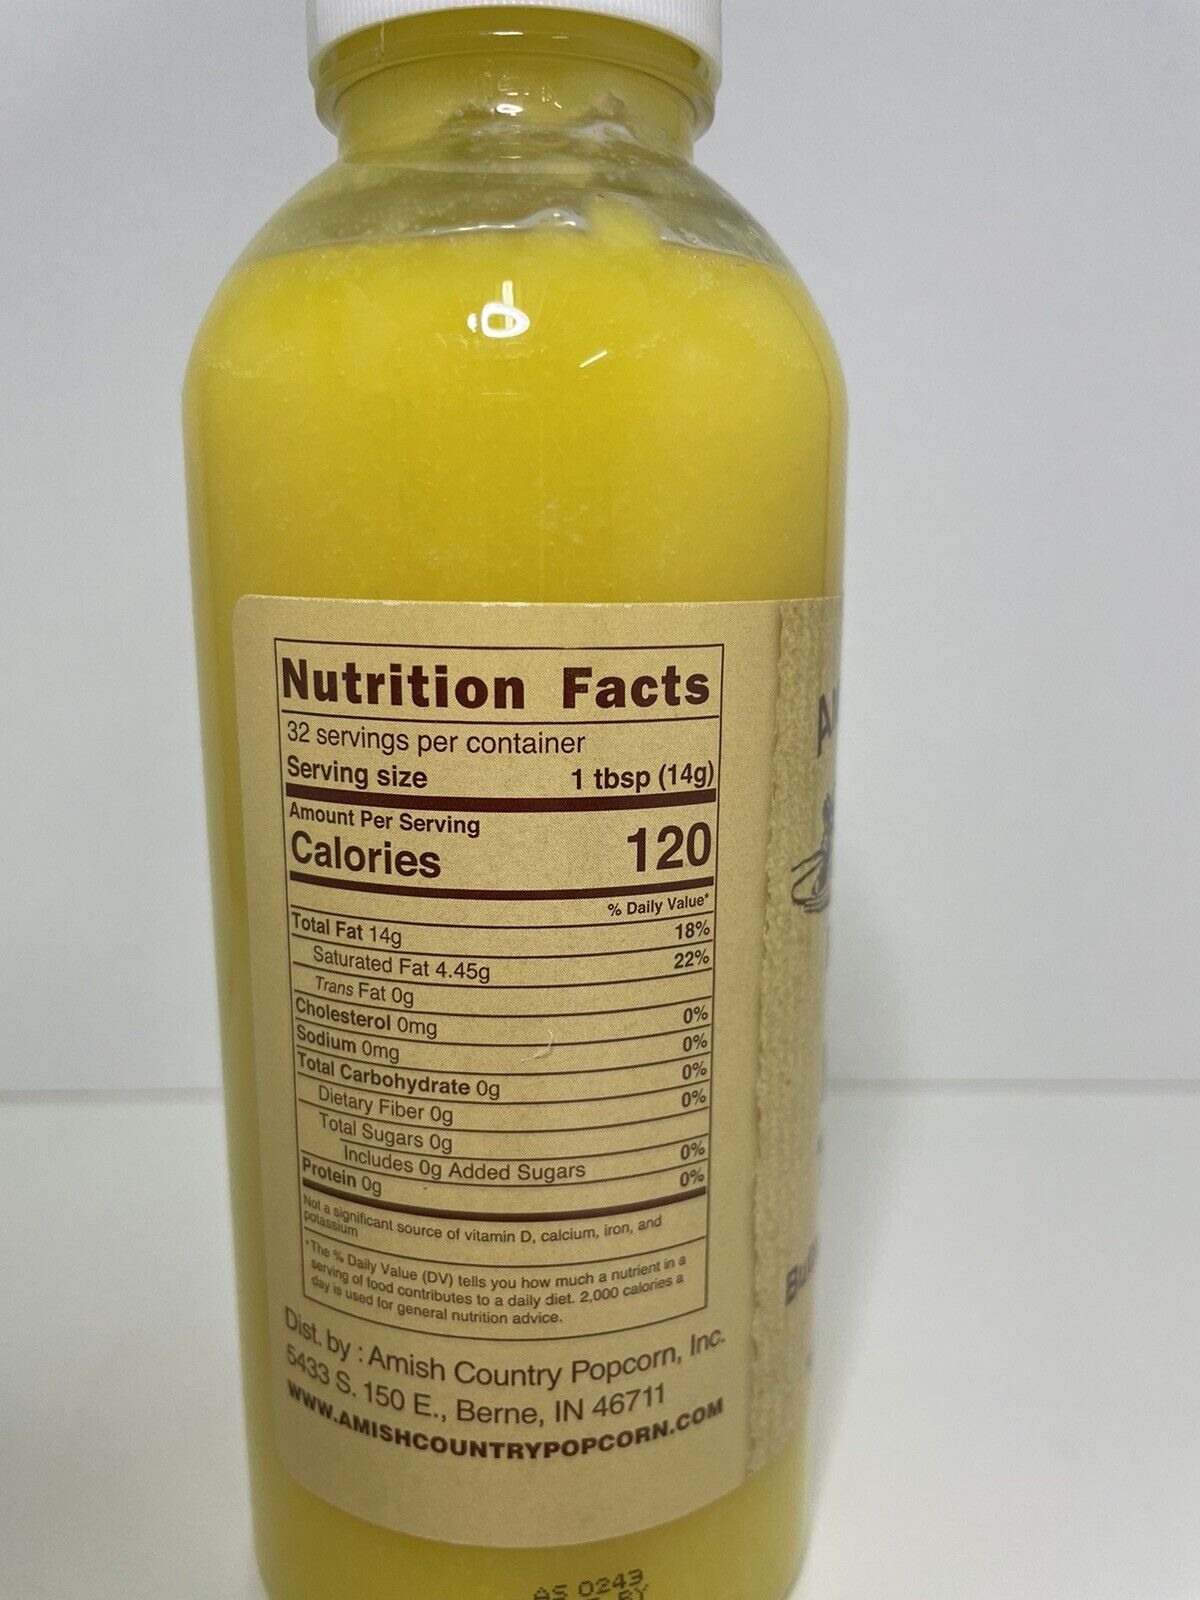 Nutrition Facts
32 servings per container
Serving size 1 tbsp (14g)
Amount Per Serving
Calories 120
% Daily Value*
Total Fat 14g 18%
Saturated Fat 4.45g 22%
Trans Fat 0g
Cholesterol 0mg 0%
Sodium 0mg 0%
Total Carbohydrate 0g 0%
Dietary Fiber 0g 0%
Total Sugars 0g
Includes 0g Added Sugars 0%
Protein 0g 0%
Not a significant source of vitamin D, calcium, iron, and
potassium
*The % Daily Value (DV) tells you how much a nutrient in a
serving of food contributes to a daily diet. 2,000 calories a
day is used for general nutrition advice.
Dist. by : Amish Country Popcorn, Inc.
5433 S. 150 E., Berne, IN 46711
WWW.AMISHCOUNTRYPOPCORN.COM
AS 0243
BY